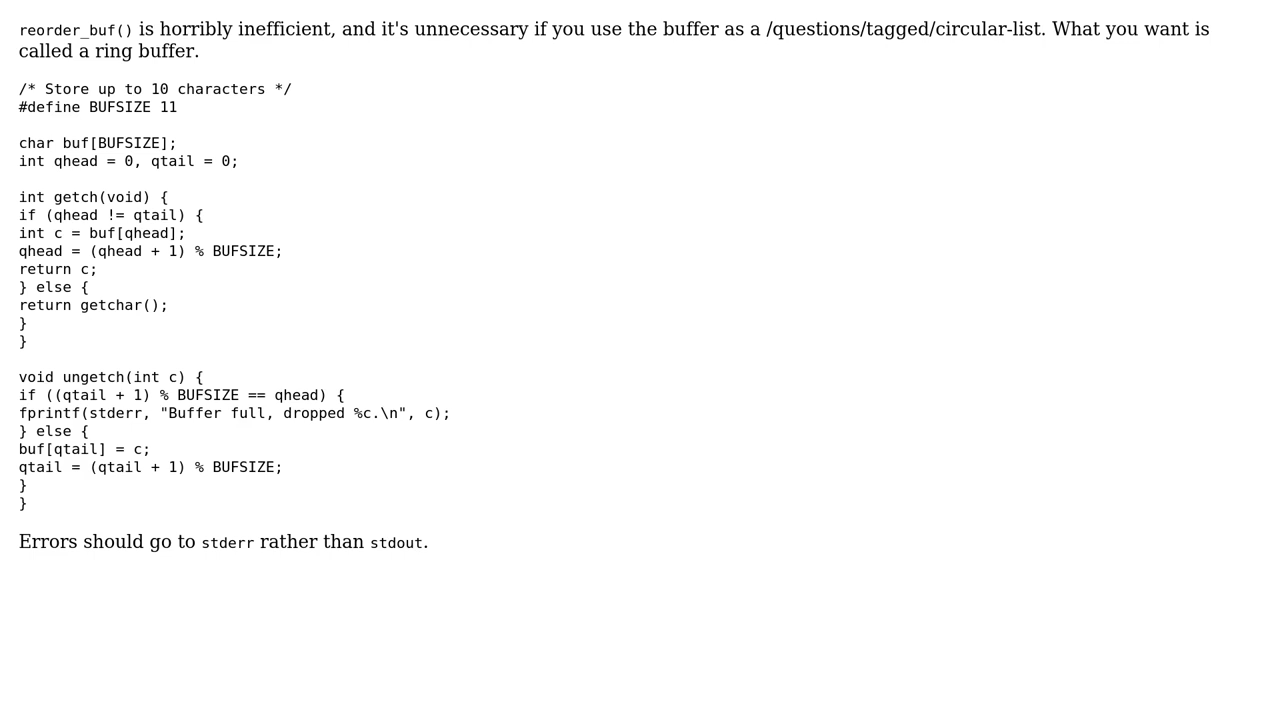 reorder_buf() is horribly inefficient, and it's unnecessary if you use the buffer as a /questions/tagged/circular-list. What you want is
called a ring buffer.
/* Store up to 10 characters */
#define BUFSIZE 11
char buf[BUFSIZE];
int qhead = 0, qtail = 0;
int getch(void) {
if (qhead != qtail) {
int c = buf[qhead];
qhead = (qhead + 1) % BUFSIZE;
return c;
} else {
return getchar();
}
}
void ungetch(int c) {
if ((qtail + 1) % BUFSIZE == qhead) {
fprintf(stderr, "Buffer full, dropped %c.\n", c);
} else {
buf[qtail] = c;
qtail = (qtail + 1) % BUFSIZE;
}
}
Errors should go to stderr rather than stdout.